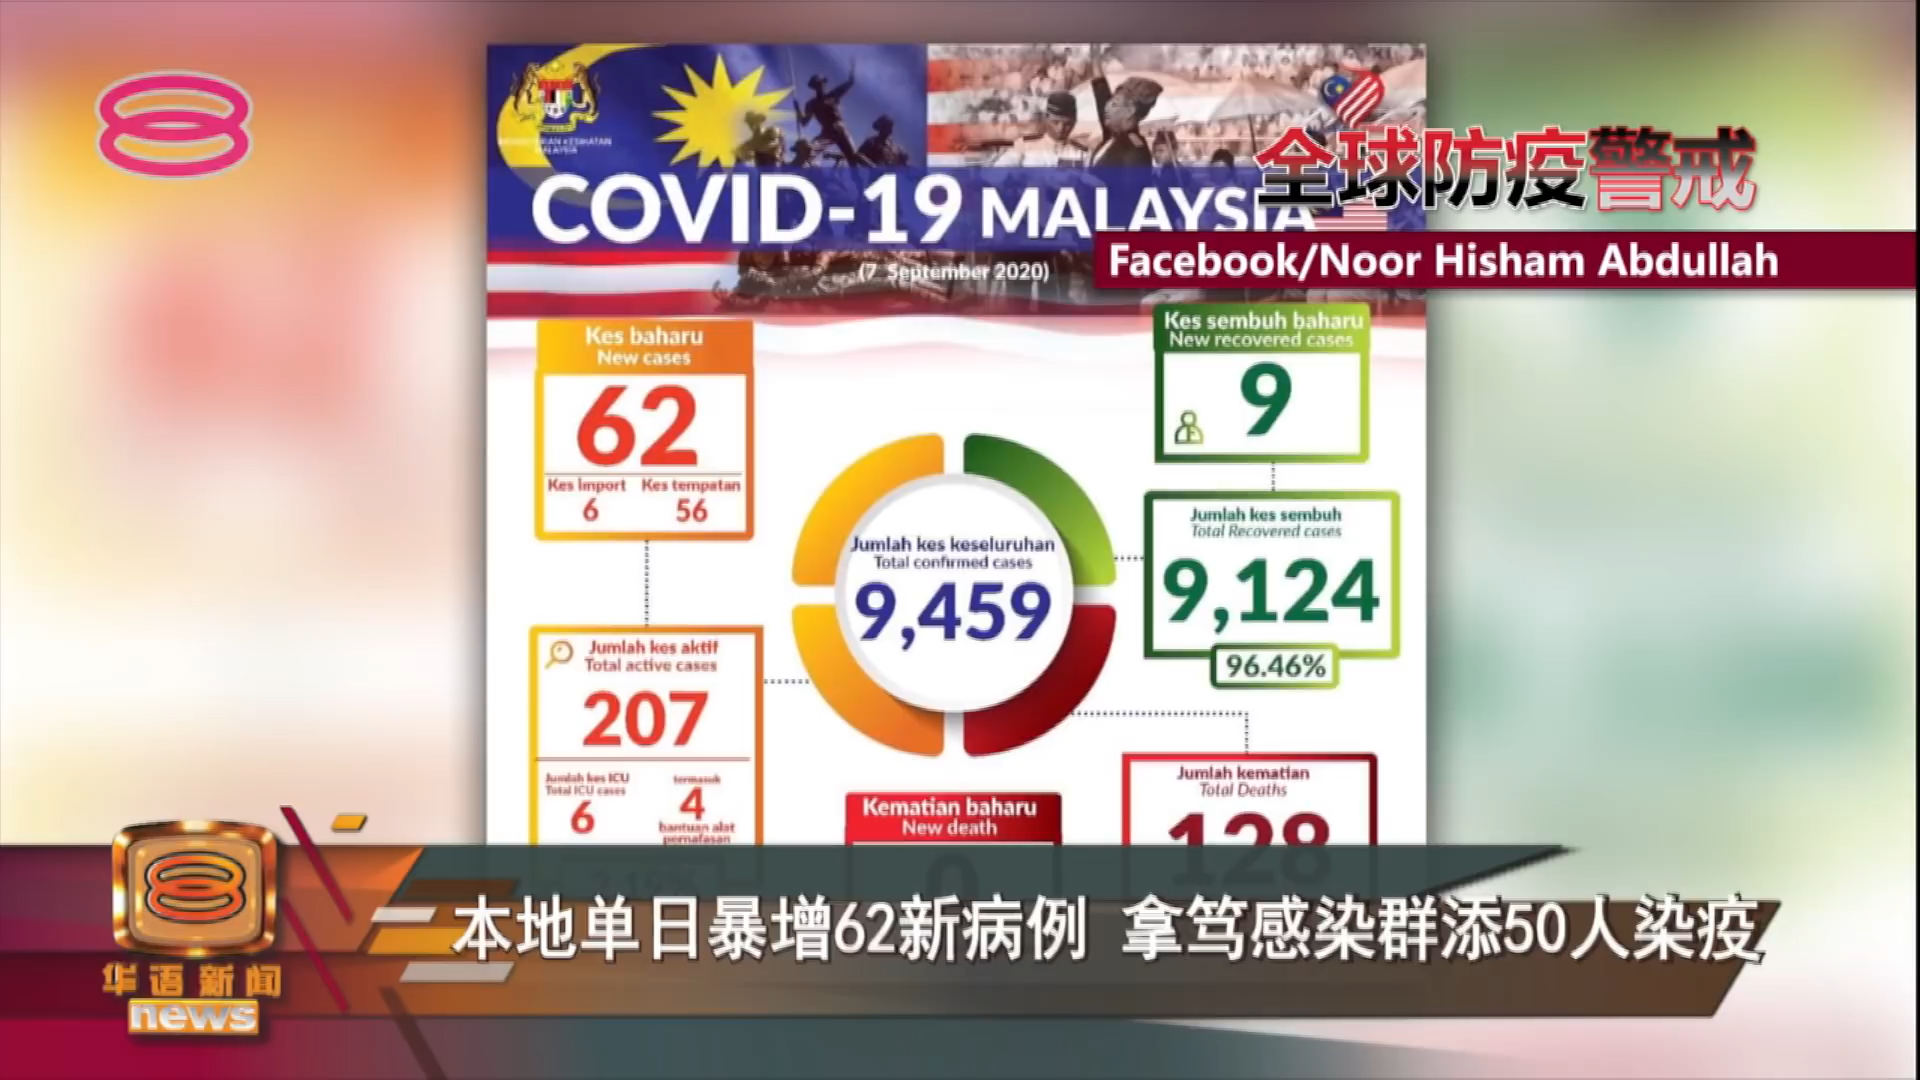 KEMENTERIAN KESIHATAN
MALAYSIA
全球防疫警戒
COVID-19 MALAYSIA
Facebook/Noor Hisham Abdullah
(7 September 2020)
Kes baharu
New cases
62
Kes import Kes tempatan
6 56
Kes sembuh baharu
New recovered cases
9
Jumlah kes keseluruhan
Total confirmed cases
9,459
Jumlah kes sembuh
Total Recovered cases
9,124
96.46%
Jumlah kes aktif
Total active cases
207
Jumlah kes ICU
Total ICU cases
6
termasuk
4
bantuan alat
pernafasan
Kematian baharu
New death
0
Jumlah kematian
Total Deaths
128
本地单日暴增62新病例 拿笃感染群添50人染疫
华语新闻
news